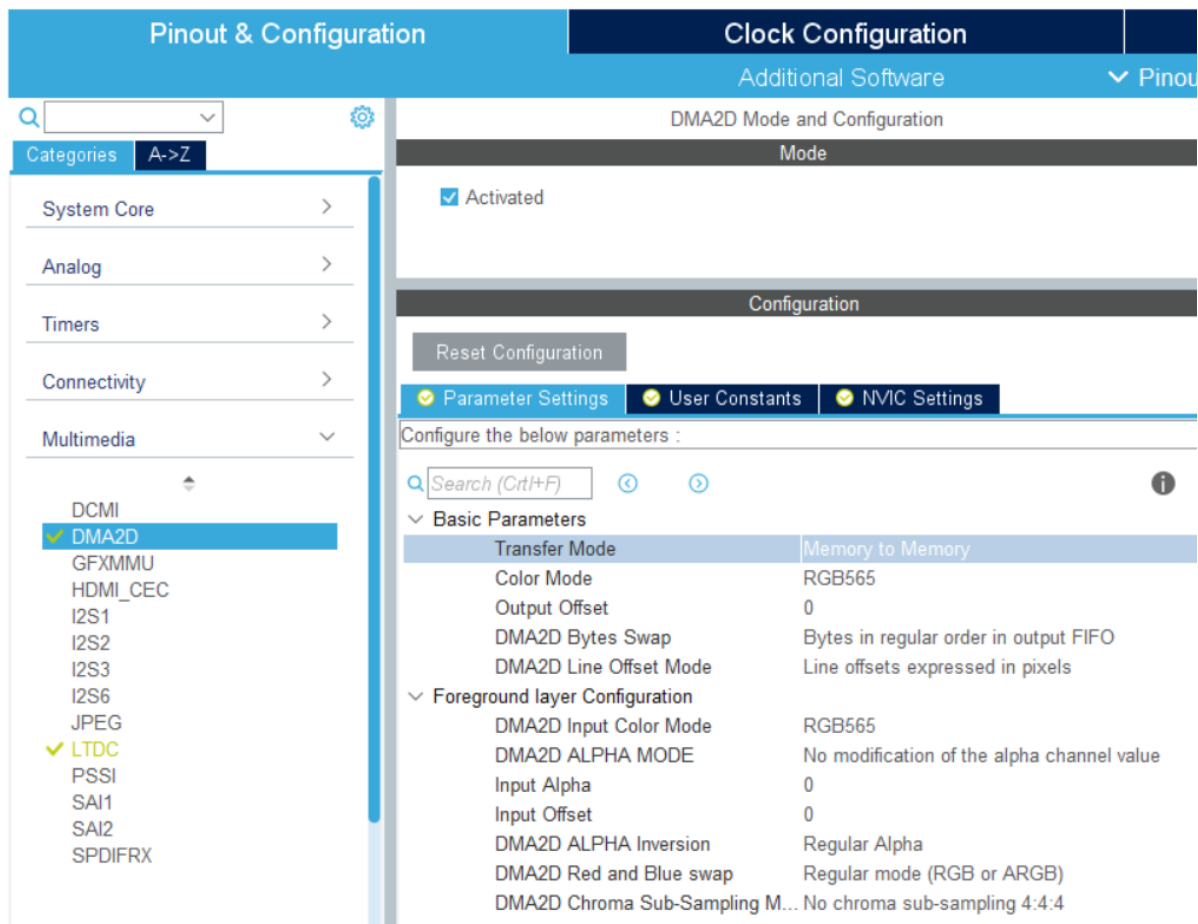 Pinout & Configuration
Clock Configuration
Additional Software
Pinou
Categories
A->Z
System Core
Analog
Timers
Connectivity
Multimedia
DCMI
DMA2D
GFXMMU
HDMI_CEC
I2S1
I2S2
I2S3
I2S6
JPEG
LTDC
PSSI
SAI1
SAI2
SPDIFRX
DMA2D Mode and Configuration
Mode
Activated
Configuration
Reset Configuration
Parameter Settings
User Constants
NVIC Settings
Configure the below parameters :
Search (Crtl+F)
Basic Parameters
Transfer Mode Memory to Memory
Color Mode RGB565
Output Offset 0
DMA2D Bytes Swap Bytes in regular order in output FIFO
DMA2D Line Offset Mode Line offsets expressed in pixels
Foreground layer Configuration
DMA2D Input Color Mode RGB565
DMA2D ALPHA MODE No modification of the alpha channel value
Input Alpha 0
Input Offset 0
DMA2D ALPHA Inversion Regular Alpha
DMA2D Red and Blue swap Regular mode (RGB or ARGB)
DMA2D Chroma Sub-Sampling M... No chroma sub-sampling 4:4:4